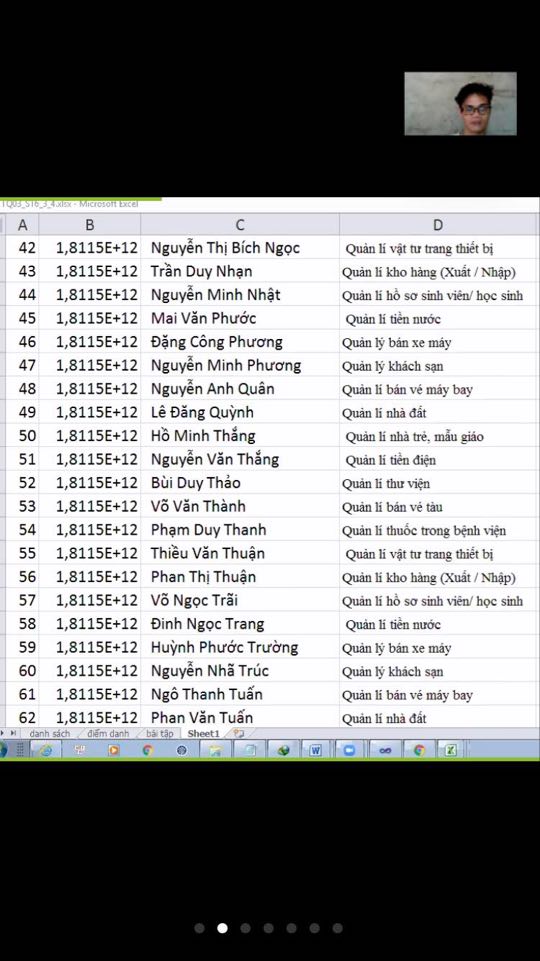 TQ03_S16_3_4.xlsx - Microsoft Excel
A B C D
42 1,8115E+12 Nguyễn Thị Bích Ngọc Quản lí vật tư trang thiết bị
43 1,8115E+12 Trần Duy Nhạn Quản lí kho hàng (Xuất / Nhập)
44 1,8115E+12 Nguyễn Minh Nhật Quản lí hồ sơ sinh viên/ học sinh
45 1,8115E+12 Mai Văn Phước Quản lí tiền nước
46 1,8115E+12 Đặng Công Phương Quản lý bán xe máy
47 1,8115E+12 Nguyễn Minh Phương Quản lý khách sạn
48 1,8115E+12 Nguyễn Anh Quân Quản lí bán vé máy bay
49 1,8115E+12 Lê Đăng Quỳnh Quản lí nhà đất
50 1,8115E+12 Hồ Minh Thắng Quản lí nhà trẻ, mẫu giáo
51 1,8115E+12 Nguyễn Văn Thắng Quản lí tiền điện
52 1,8115E+12 Bùi Duy Thảo Quản lí thư viện
53 1,8115E+12 Võ Văn Thành Quản lí bán vé tàu
54 1,8115E+12 Phạm Duy Thanh Quản lí thuốc trong bệnh viện
55 1,8115E+12 Thiều Văn Thuận Quản lí vật tư trang thiết bị
56 1,8115E+12 Phan Thị Thuận Quản lí kho hàng (Xuất / Nhập)
57 1,8115E+12 Võ Ngọc Trãi Quản lí hồ sơ sinh viên/ học sinh
58 1,8115E+12 Đinh Ngọc Trang Quản lí tiền nước
59 1,8115E+12 Huỳnh Phước Trường Quản lý bán xe máy
60 1,8115E+12 Nguyễn Nhã Trúc Quản lý khách sạn
61 1,8115E+12 Ngô Thanh Tuấn Quản lí bán vé máy bay
62 1,8115E+12 Phan Văn Tuấn Quản lí nhà đất
danh sách điểm danh bài tập Sheet1